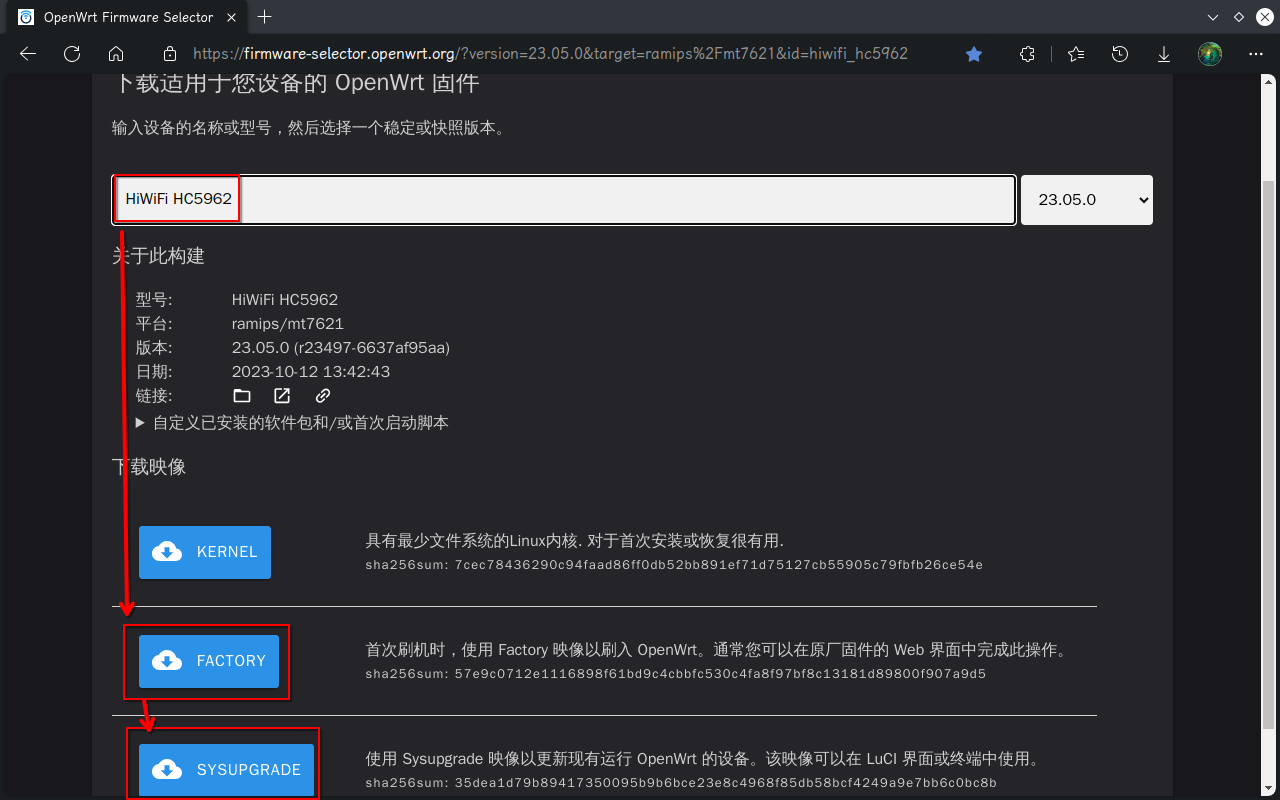 OpenWrt Firmware Selector
https://firmware-selector.openwrt.org/?version=23.05.0&target=ramips%2Fmt7621&id=hiwifi_hc5962
下载适用于您设备的 OpenWrt 固件
输入设备的名称或型号，然后选择一个稳定或快照版本。
HiWiFi HC5962
23.05.0
关于此构建
型号: HiWiFi HC5962
平台: ramips/mt7621
版本: 23.05.0 (r23497-6637af95aa)
日期: 2023-10-12 13:42:43
链接:
自定义已安装的软件包和/或首次启动脚本
下载映像
KERNEL
具有最少文件系统的Linux内核. 对于首次安装或恢复很有用.
sha256sum: 7cec78436290c94faad86ff0db52bb891ef71d75127cb55905c79fbfb26ce54e
FACTORY
首次刷机时，使用 Factory 映像以刷入 OpenWrt。通常您可以在原厂固件的 Web 界面中完成此操作。
sha256sum: 57e9c0712e1116898f61bd9c4cbbfc530c4fa8f97bf8c13181d89800f907a9d5
SYSUPGRADE
使用 Sysupgrade 映像以更新现有运行 OpenWrt 的设备。该映像可以在 LuCI 界面或终端中使用。
sha256sum: 35dea1d79b89417350095b9b6bce23e8c4968f85db58bcf4249a9e7bb6c0bc8b